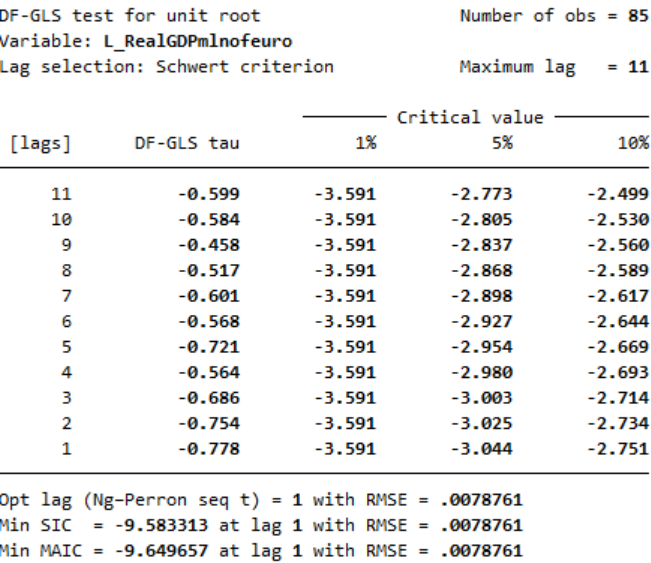 DF-GLS test for unit root Number of obs = 85
Variable: L_RealGDPmlnofeuro
Lag selection: Schwert criterion Maximum lag = 11
Critical value
[lags] DF-GLS tau 1% 5% 10%
11 -0.599 -3.591 -2.773 -2.499
10 -0.584 -3.591 -2.805 -2.530
9 -0.458 -3.591 -2.837 -2.560
8 -0.517 -3.591 -2.868 -2.589
7 -0.601 -3.591 -2.898 -2.617
6 -0.568 -3.591 -2.927 -2.644
5 -0.721 -3.591 -2.954 -2.669
4 -0.564 -3.591 -2.980 -2.693
3 -0.686 -3.591 -3.003 -2.714
2 -0.754 -3.591 -3.025 -2.734
1 -0.778 -3.591 -3.044 -2.751
Opt lag (Ng–Perron seq t) = 1 with RMSE = .0078761
Min SIC = -9.583313 at lag 1 with RMSE = .0078761
Min MAIC = -9.649657 at lag 1 with RMSE = .0078761